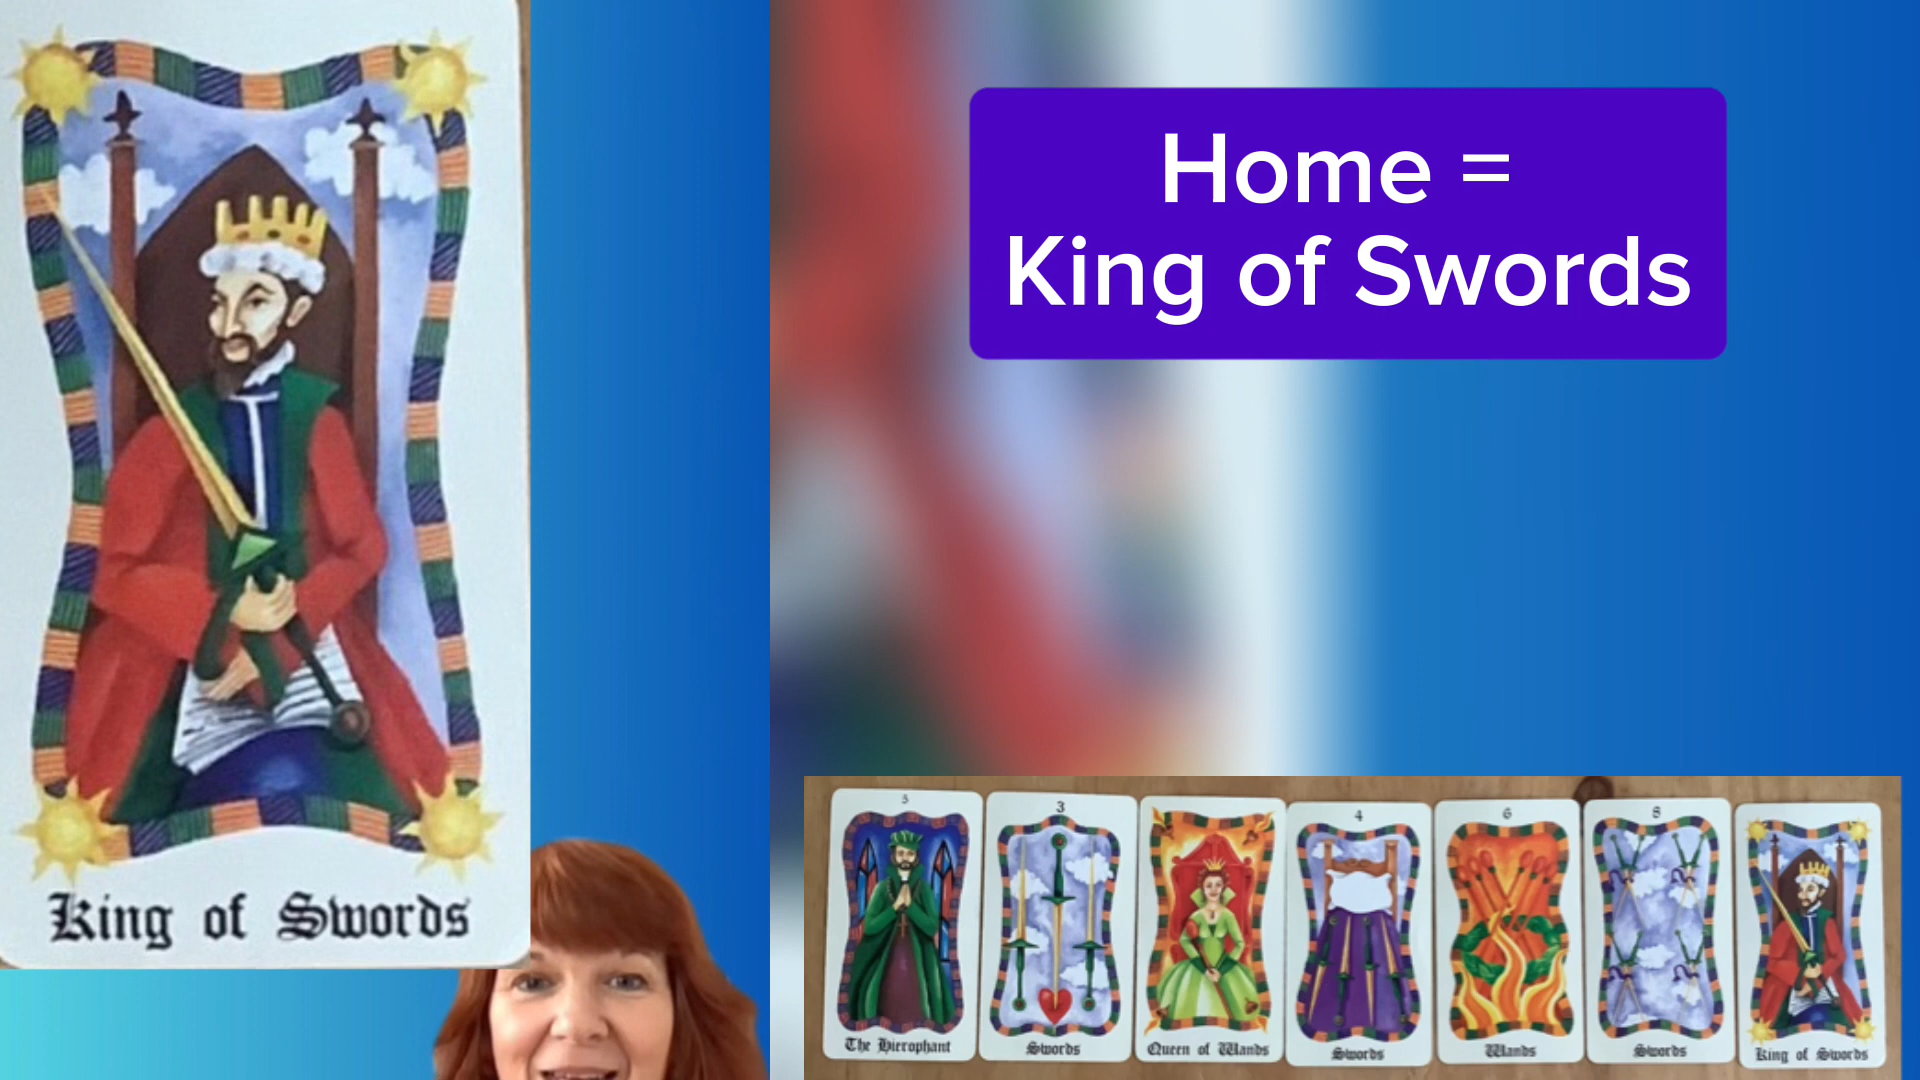 Home =
King of Swords
King of Swords
5
3
4
6
8
The Hierophant
Swords
Queen of Wands
Swords
Wands
Swords
King of Swords